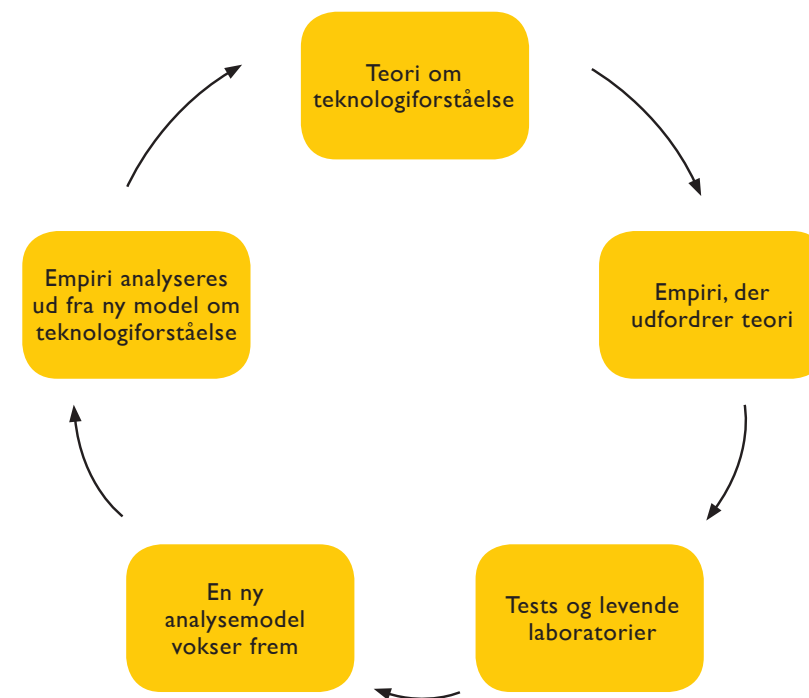 Teori om
teknologiforståelse
Empiri, der
udfordrer teori
Tests og levende
laboratorier
En ny
analysemodel
vokser frem
Empiri analyseres
ud fra ny model om
teknologiforståelse